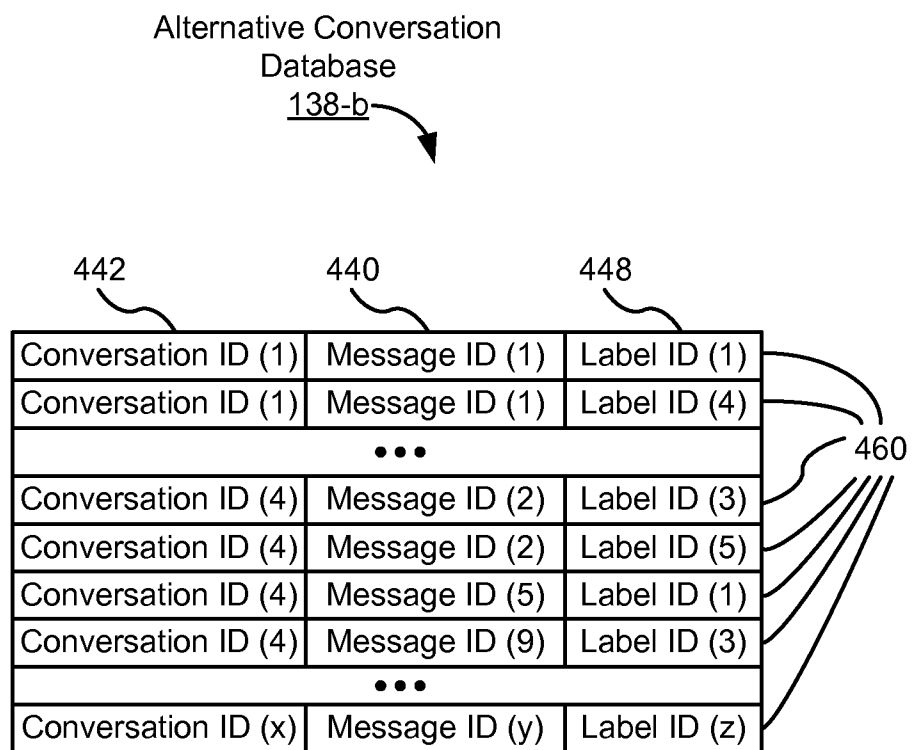 Alternative Conversation
Database
138-b
442 440 448
Conversation ID (1) Message ID (1) Label ID (1)
Conversation ID (1) Message ID (1) Label ID (4)
•••
460
Conversation ID (4) Message ID (2) Label ID (3)
Conversation ID (4) Message ID (2) Label ID (5)
Conversation ID (4) Message ID (5) Label ID (1)
Conversation ID (4) Message ID (9) Label ID (3)
•••
Conversation ID (x) Message ID (y) Label ID (z)